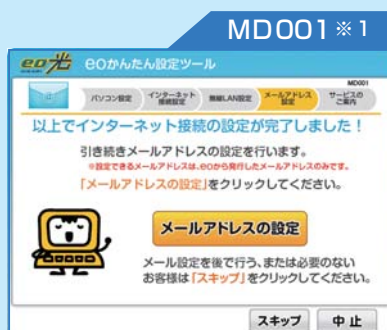 MD001※1
eo光 eoかんたん設定ツール
MD001
パソコン設定 インターネット接続設定 無線LAN設定 メールアドレス設定 サービスのご案内
以上でインターネット接続の設定が完了しました！
引き続きメールアドレスの設定を行います。
※設定できるメールアドレスは、eoから発行したメールアドレスのみです。
「メールアドレスの設定」をクリックしてください。
メールアドレスの設定
メール設定を後で行う、または必要のない
お客様は「スキップ」をクリックしてください。
スキップ 中止